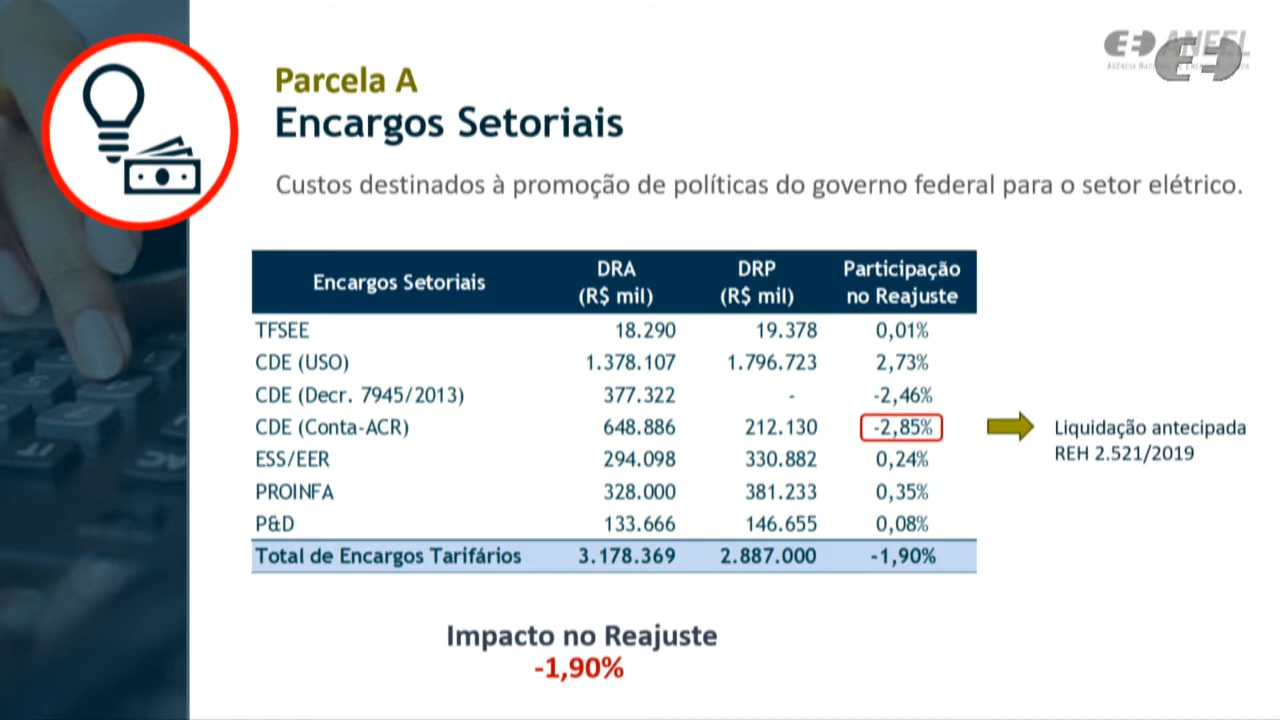 ANEEL
Parcela A
Encargos Setoriais
Custos destinados à promoção de políticas do governo federal para o setor elétrico.
Encargos Setoriais DRA (R$ mil) DRP (R$ mil) Participação no Reajuste
TFSEE 18.290 19.378 0,01%
CDE (USO) 1.378.107 1.796.723 2,73%
CDE (Decr. 7945/2013) 377.322 - -2,46%
CDE (Conta-ACR) 648.886 212.130 -2,85%
ESS/EER 294.098 330.882 0,24%
PROINFA 328.000 381.233 0,35%
P&D 133.666 146.655 0,08%
Total de Encargos Tarifários 3.178.369 2.887.000 -1,90%
Liquidação antecipada
REH 2.521/2019
Impacto no Reajuste
-1,90%